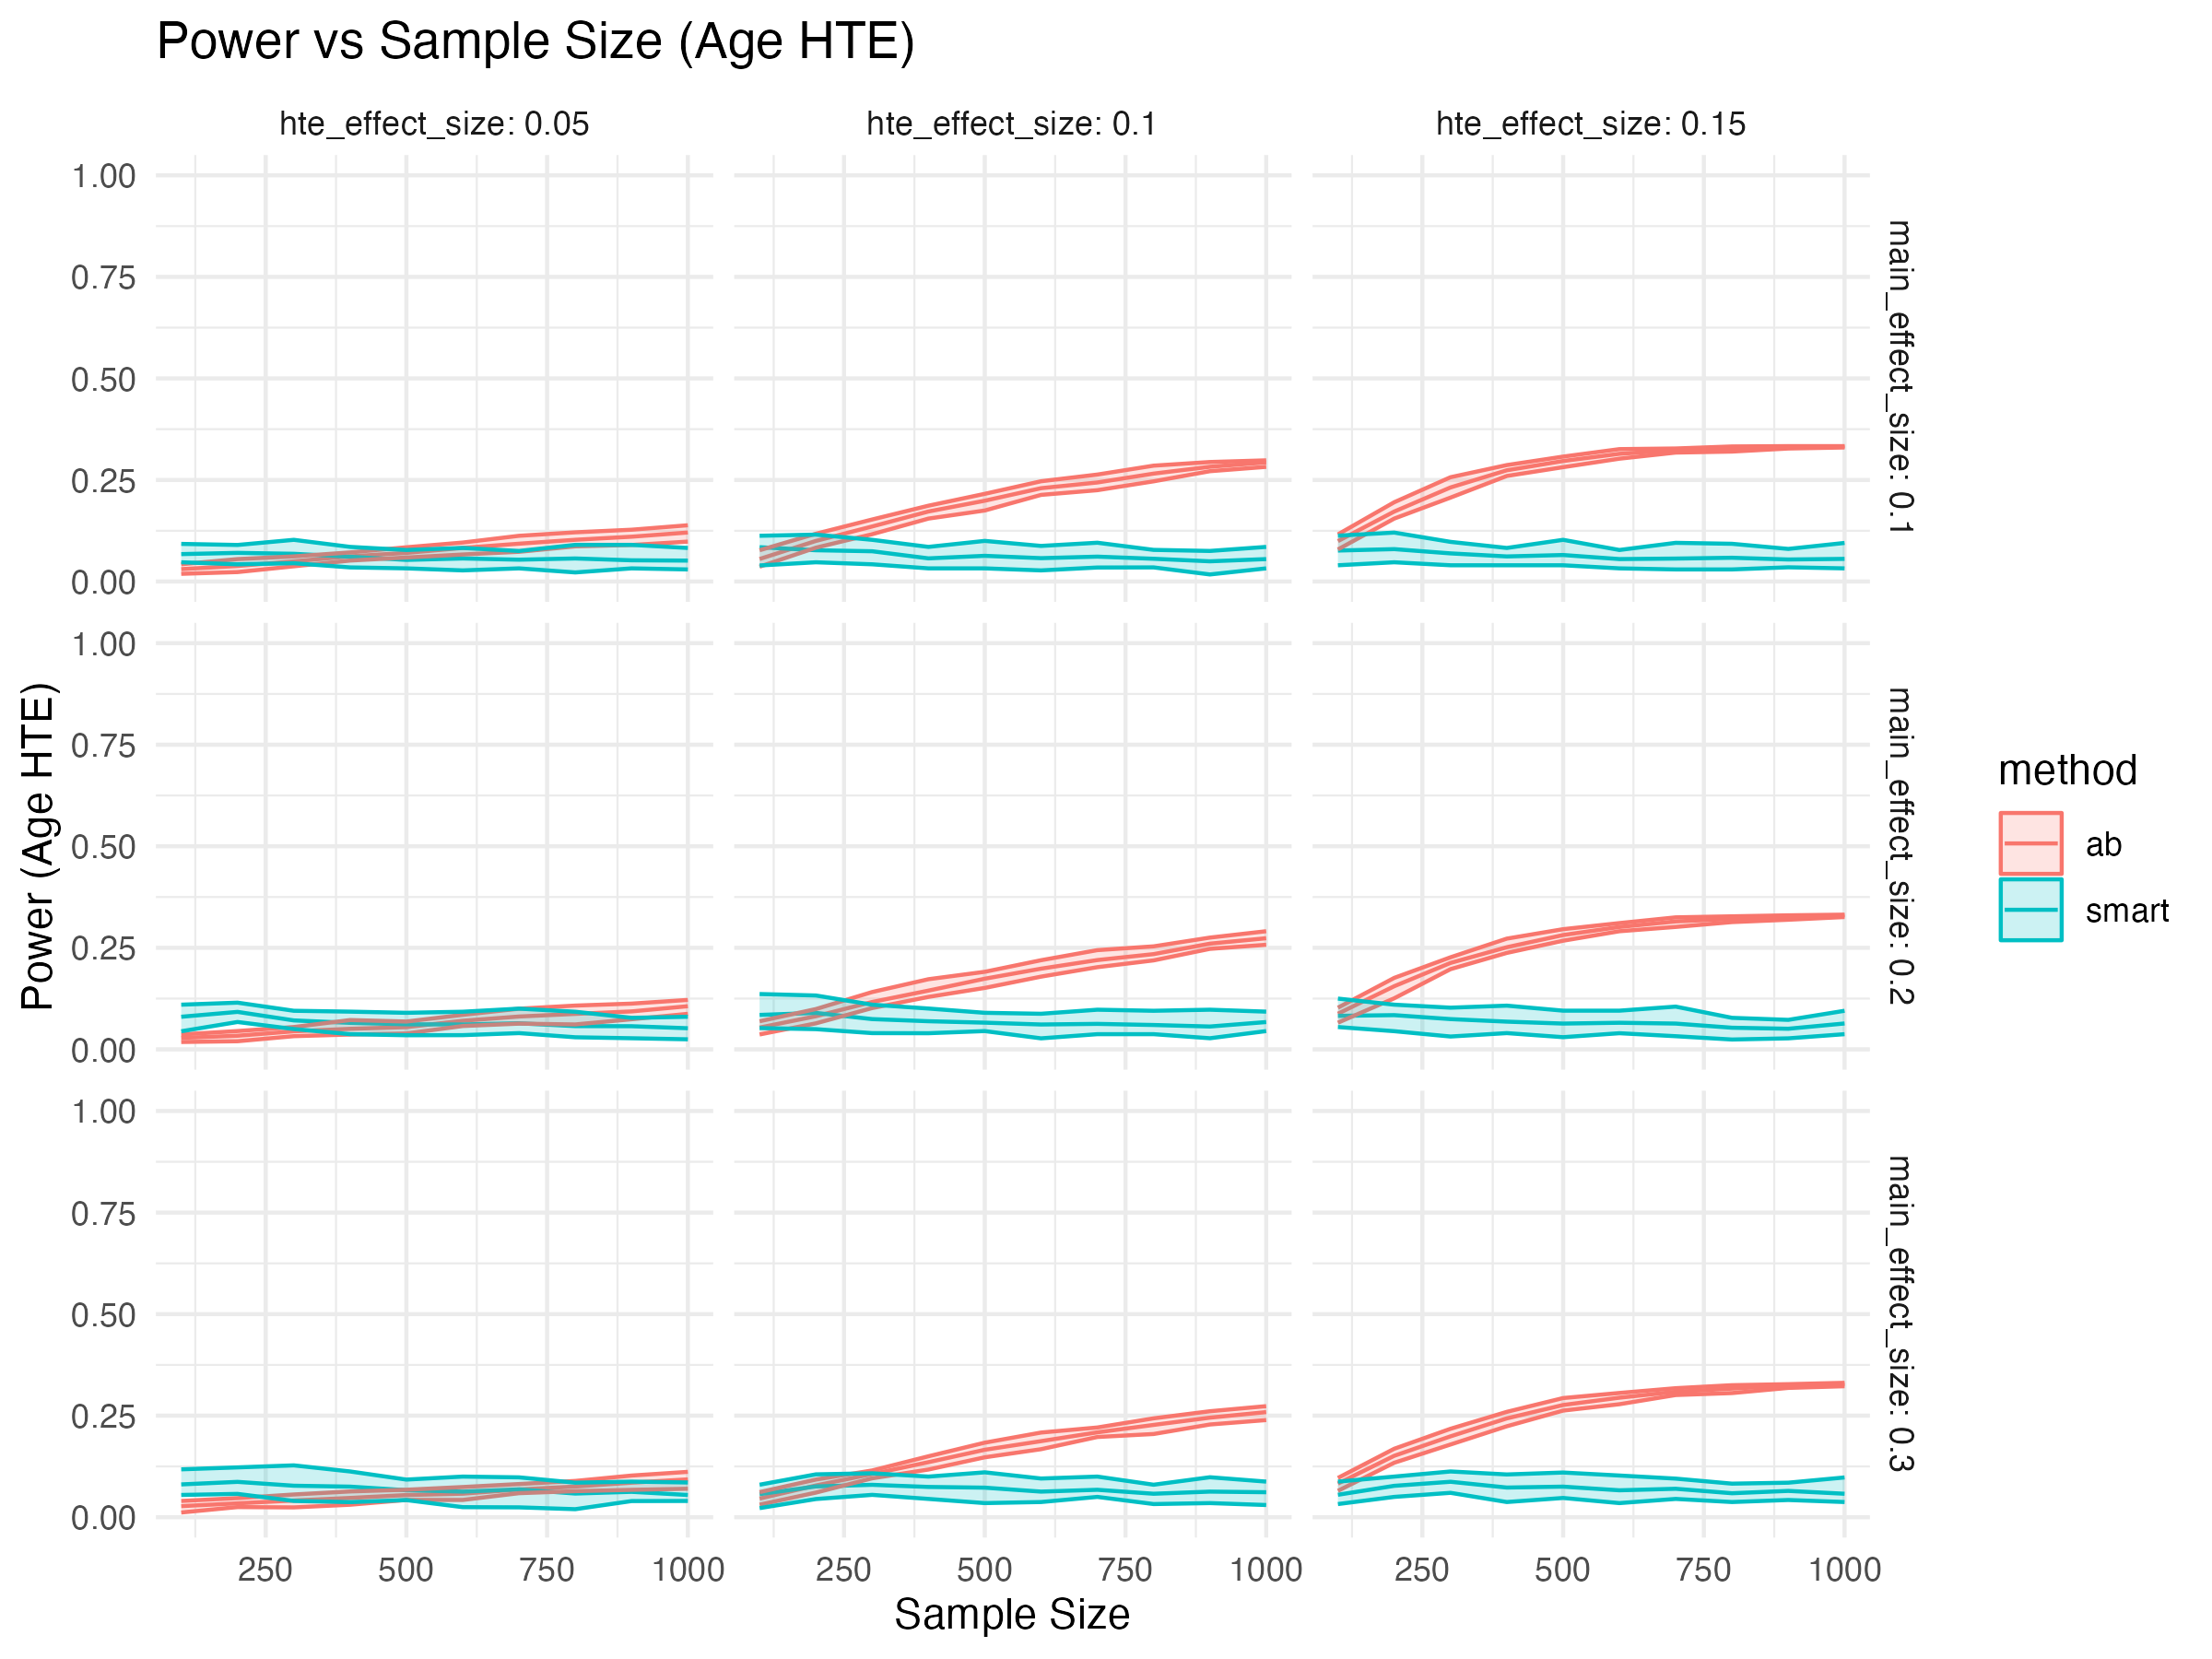 Power vs Sample Size (Age HTE)
hte_effect_size: 0.05
hte_effect_size: 0.1
hte_effect_size: 0.15
1.00
0.75
0.50
0.25
0.00
main_effect_size: 0.1
1.00
0.75
0.50
0.25
0.00
main_effect_size: 0.2
1.00
0.75
0.50
0.25
0.00
main_effect_size: 0.3
Power (Age HTE)
250 500 750 1000
250 500 750 1000
250 500 750 1000
Sample Size
method
ab
smart